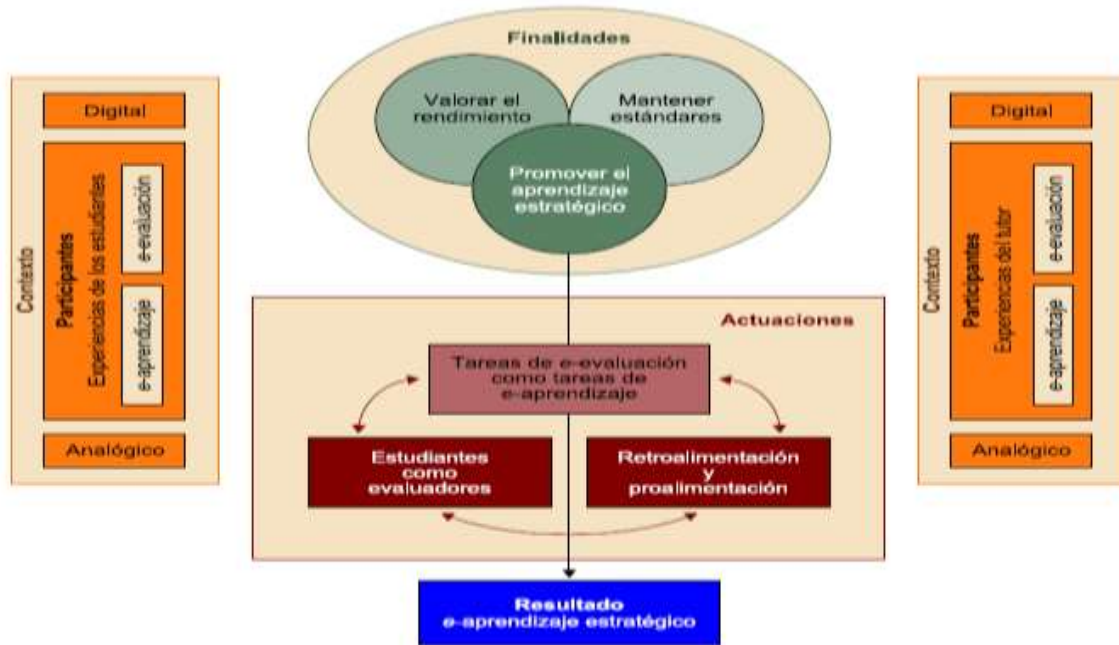 Finalidades
Valorar el
rendimiento
Mantener
estándares
Promover el
aprendizaje
estratégico
Contexto
Digital
Participantes
Experiencias de los estudiantes
e-evaluación
e-aprendizaje
Analógico
Actuaciones
Tareas de e-evaluación
como tareas de
e-aprendizaje
Estudiantes
como
evaluadores
Retroalimentación
y
proalimentación
Resultado
e-aprendizaje estratégico
Contexto
Digital
Participantes
Experiencias del tutor
e-evaluación
e-aprendizaje
Analógico